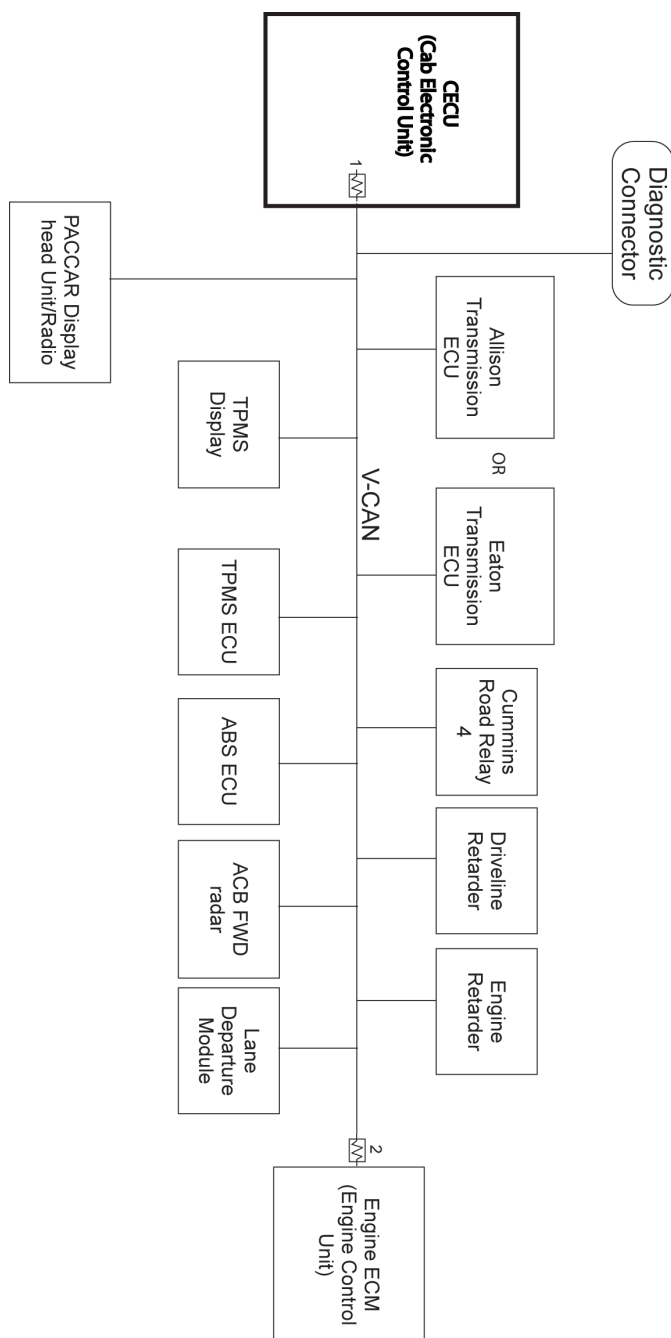 CECU
(Cab Electronic
Control Unit)
1
Diagnostic
Connector
PACCAR Display
head Unit/Radio
Allison
Transmission
ECU
OR
Eaton
Transmission
ECU
TPMS
Display
V-CAN
TPMS ECU
Cummins
Road Relay
4
ABS ECU
Driveline
Retarder
ACB FWD
radar
Engine
Retarder
Lane
Departure
Module
2
Engine ECM
(Engine Control
Unit)